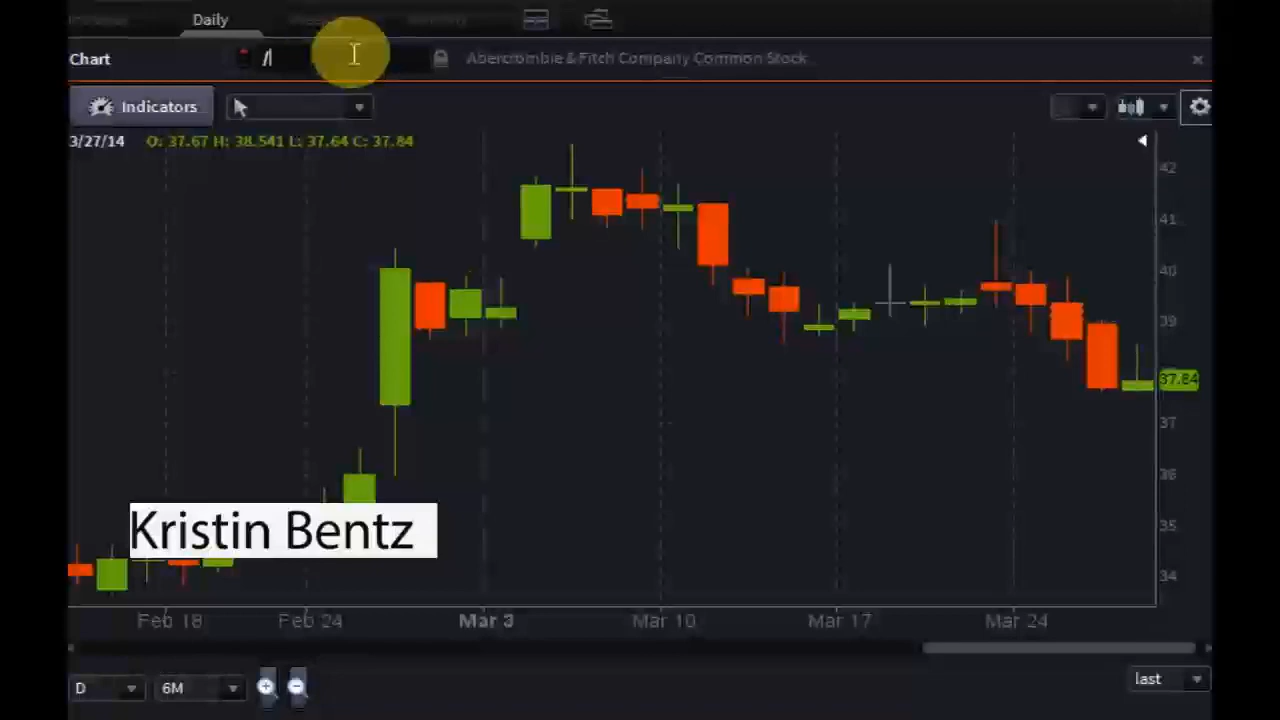 Daily
Chart
/
Abercrombie & Fitch Company Common Stock
Indicators
3/27/14 O: 37.67 H: 38.541 L: 37.64 C: 37.84
42
41
40
39
37.84
37
36
35
34
Kristin Bentz
Feb 18 Feb 24 Mar 3 Mar 10 Mar 17 Mar 24
D 6M last